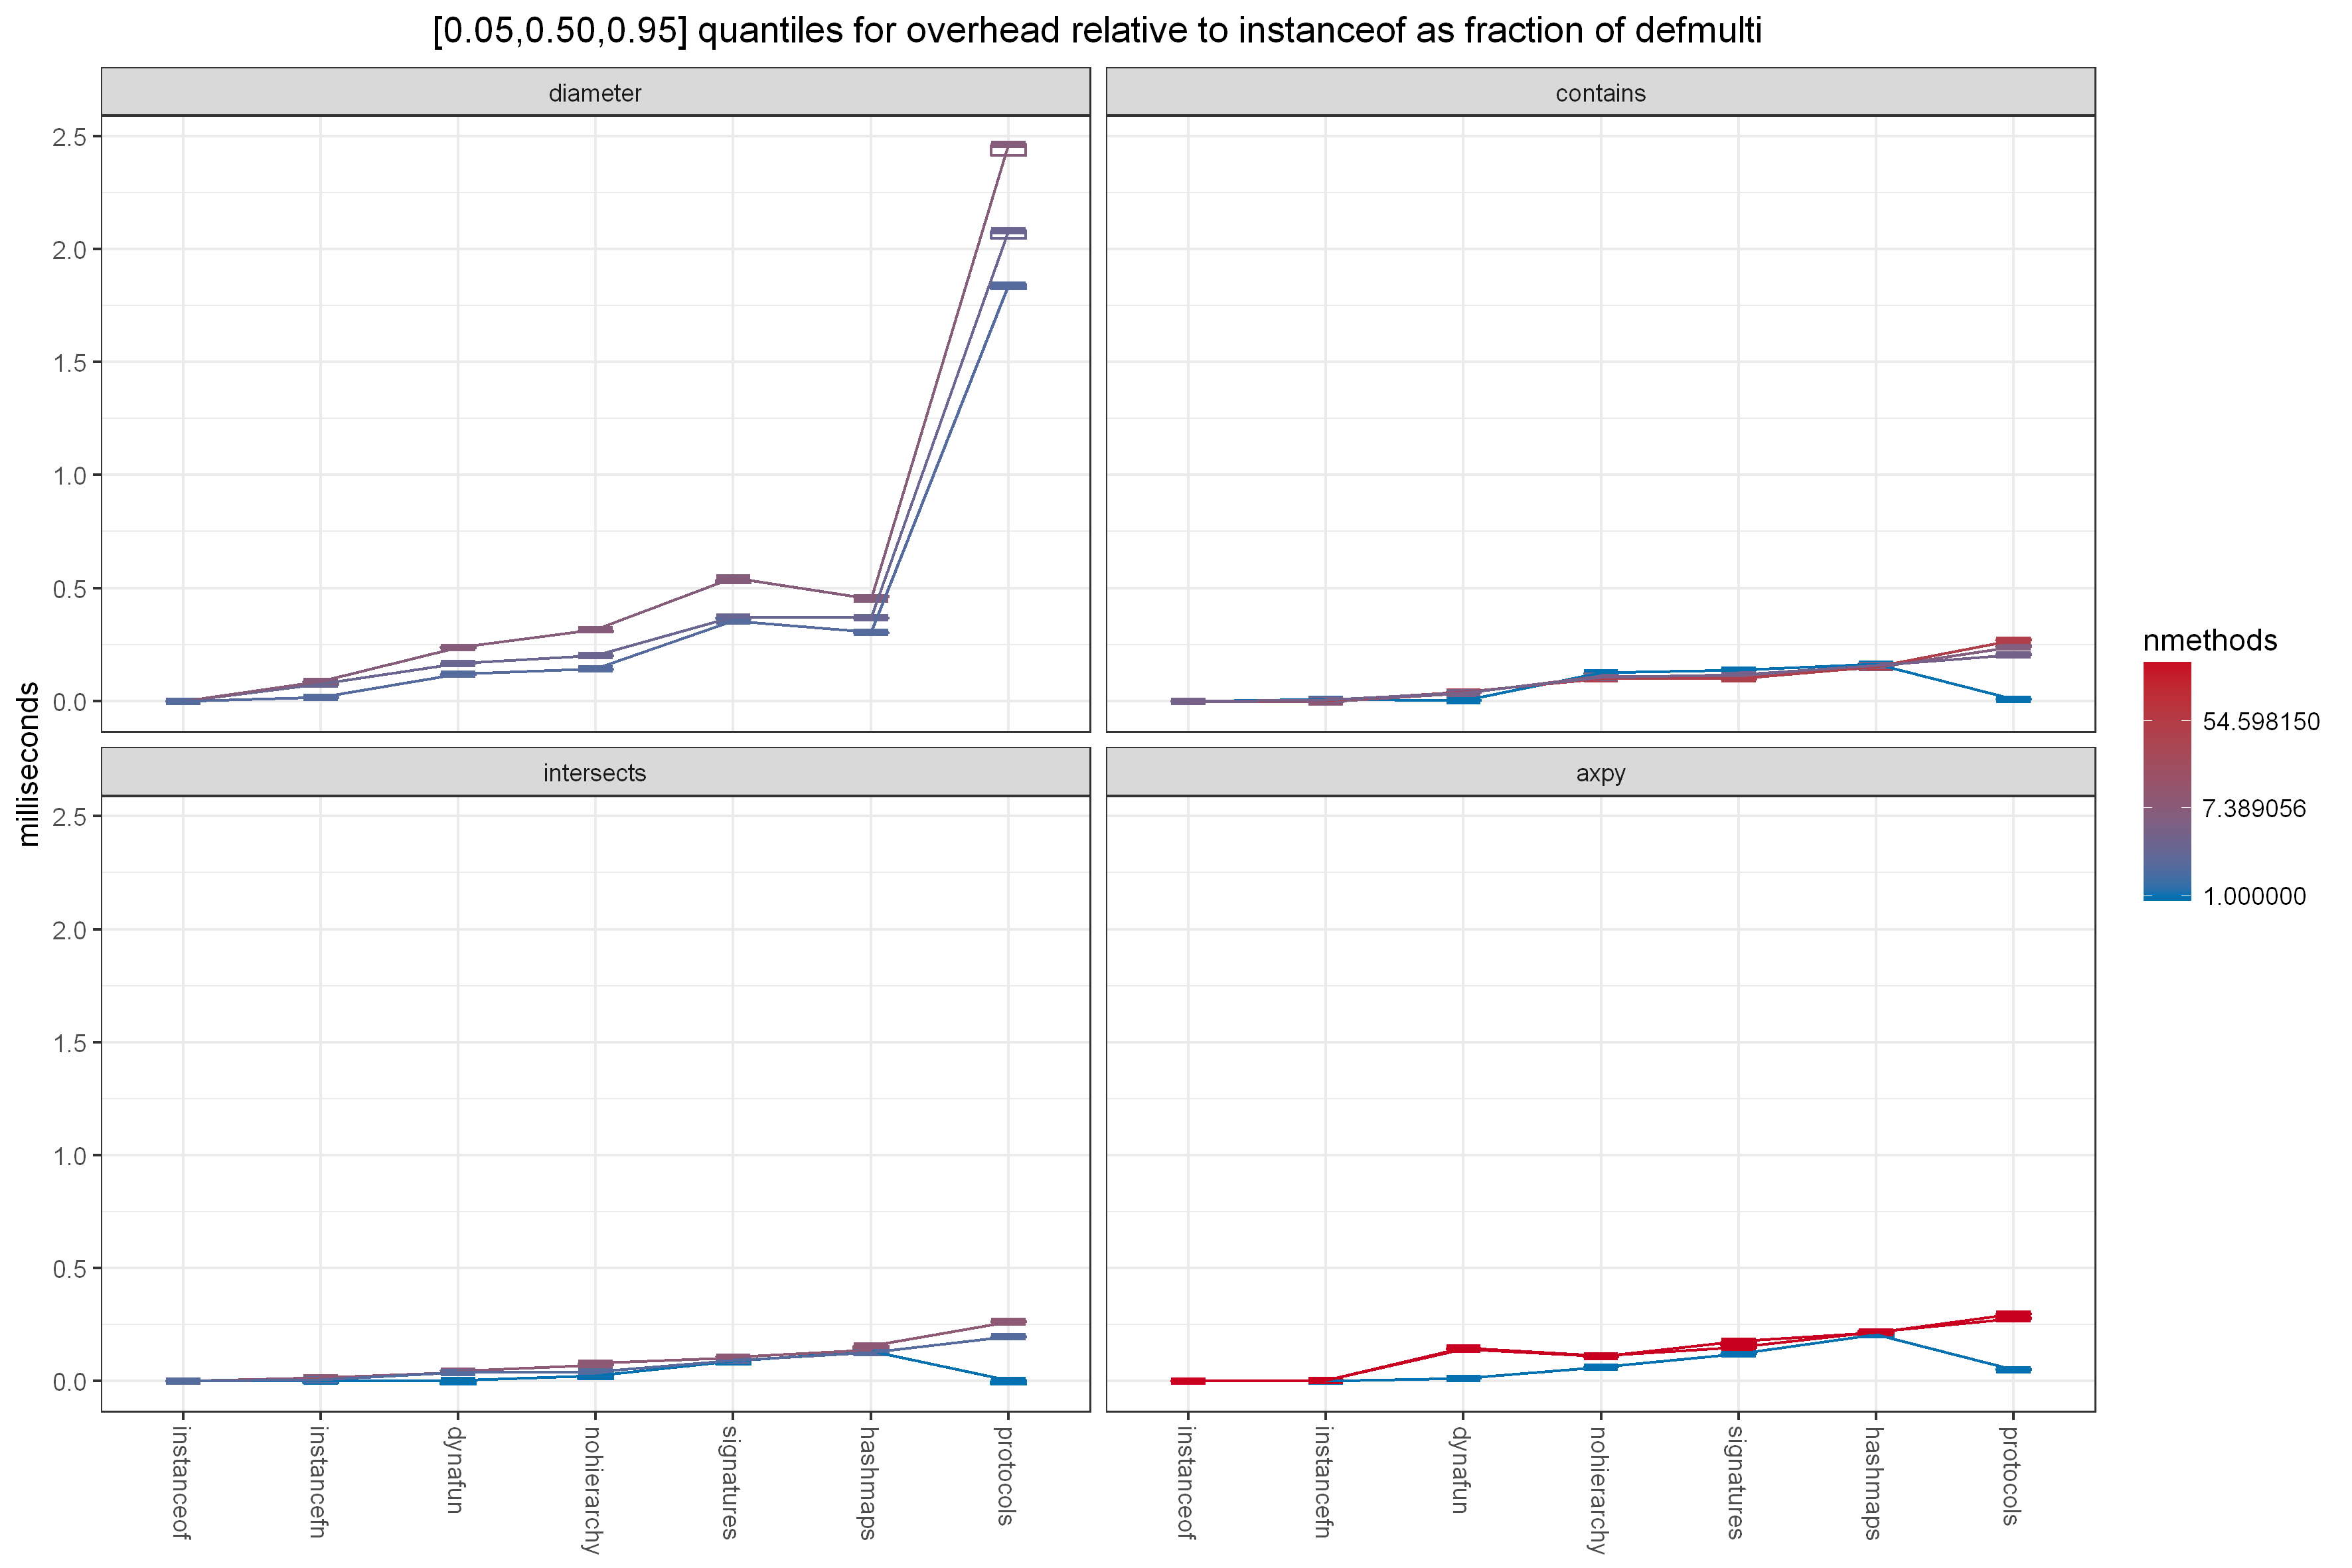 [0.05,0.50,0.95] quantiles for overhead relative to instanceof as fraction of defmulti
diameter
contains
2.5
2.0
1.5
1.0
0.5
0.0
intersects
axpy
2.5
2.0
1.5
1.0
0.5
0.0
milliseconds
instanceof
instancefn
dynafun
nohierarchy
signatures
hashmaps
protocols
instanceof
instancefn
dynafun
nohierarchy
signatures
hashmaps
protocols
nmethods
54.598150
7.389056
1.000000